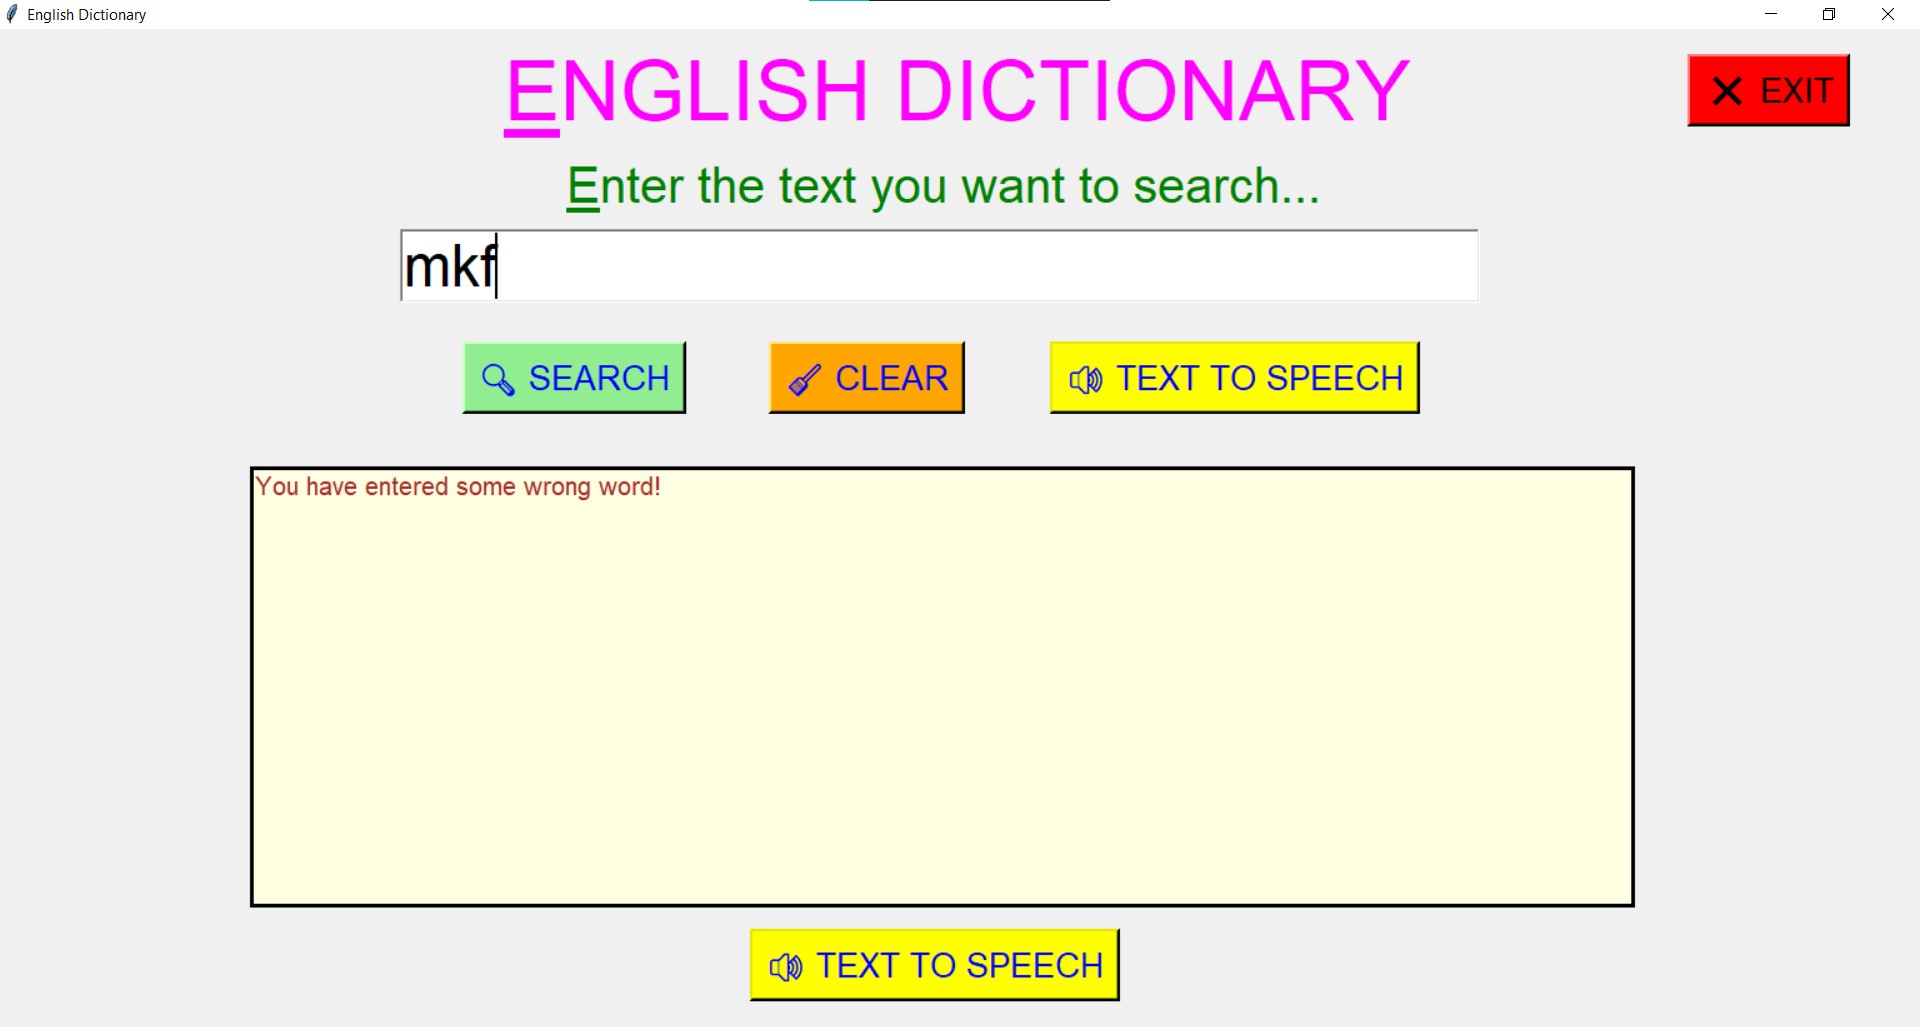 English Dictionary
ENGLISH DICTIONARY
EXIT
Enter the text you want to search...
mkf
SEARCH
CLEAR
TEXT TO SPEECH
You have entered some wrong word!
TEXT TO SPEECH